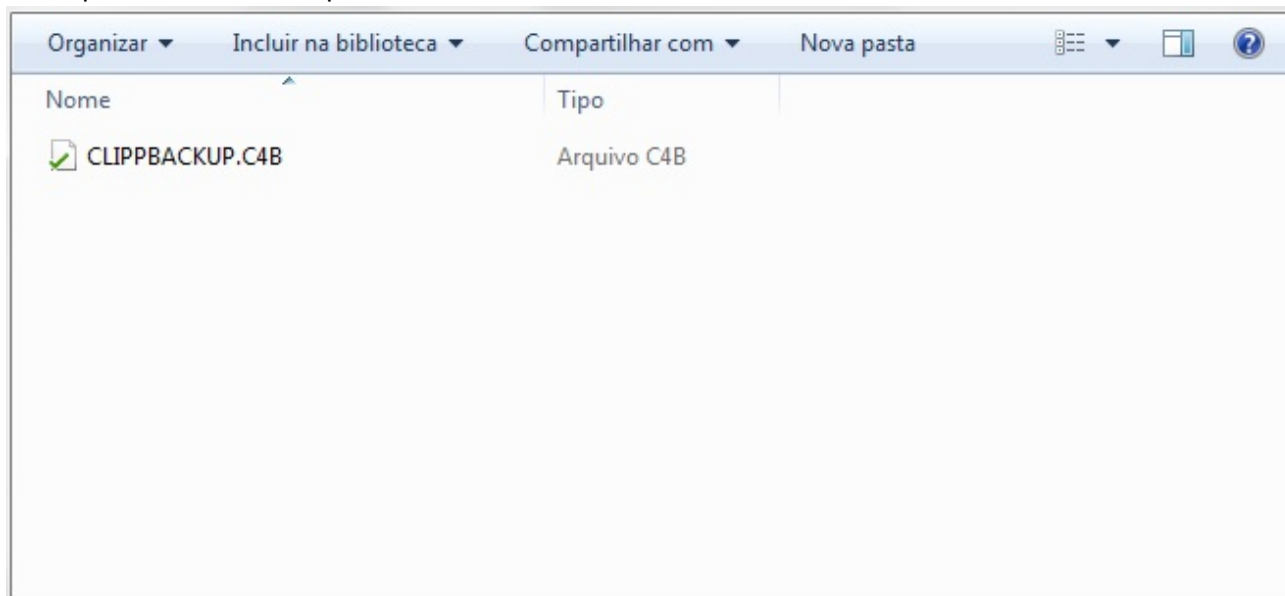 Organizar Incluir na biblioteca Compartilhar com Nova pasta
Nome Tipo
CLIPPBACKUP.C4B Arquivo C4B